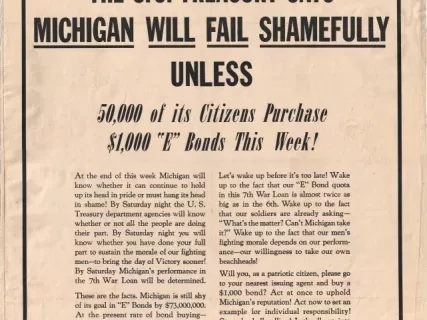 THE U.S. TREASURY SAYS
MICHIGAN WILL FAIL SHAMEFULLY
UNLESS
50,000 of its Citizens Purchase
$1,000 "E" Bonds This Week!
At the end of this week Michigan will
know whether it can continue to hold
up its head in pride or must hang its head
in shame! By Saturday night the U. S.
Treasury department agencies will know
whether or not all the people are doing
their part. By Saturday night you will
know whether you have done your full
part to sustain the morale of our fighting
men—to bring the day of Victory sooner!
By Saturday Michigan's performance in
the 7th War Loan will be determined.
These are the facts. Michigan is still shy
of its goal in "E" Bonds by $73,000,000.
At the present rate of bond buying—
Let's wake up before it's too late! Wake
up to the fact that our "E" Bond quota
in this 7th War Loan is almost twice as
big as in the 6th. Wake up to the fact
that our soldiers are already asking—
"What's the matter? Can't Michigan take
it?" Wake up to the fact that our men's
fighting morale depends on our perform-
ance—our willingness to take our own
beachheads!
Will you, as a patriotic citizen, please go
to your nearest issuing agent and buy a
$1,000 bond? Act at once to uphold
Michigan's reputation! Act now to set an
example for individual responsibility!